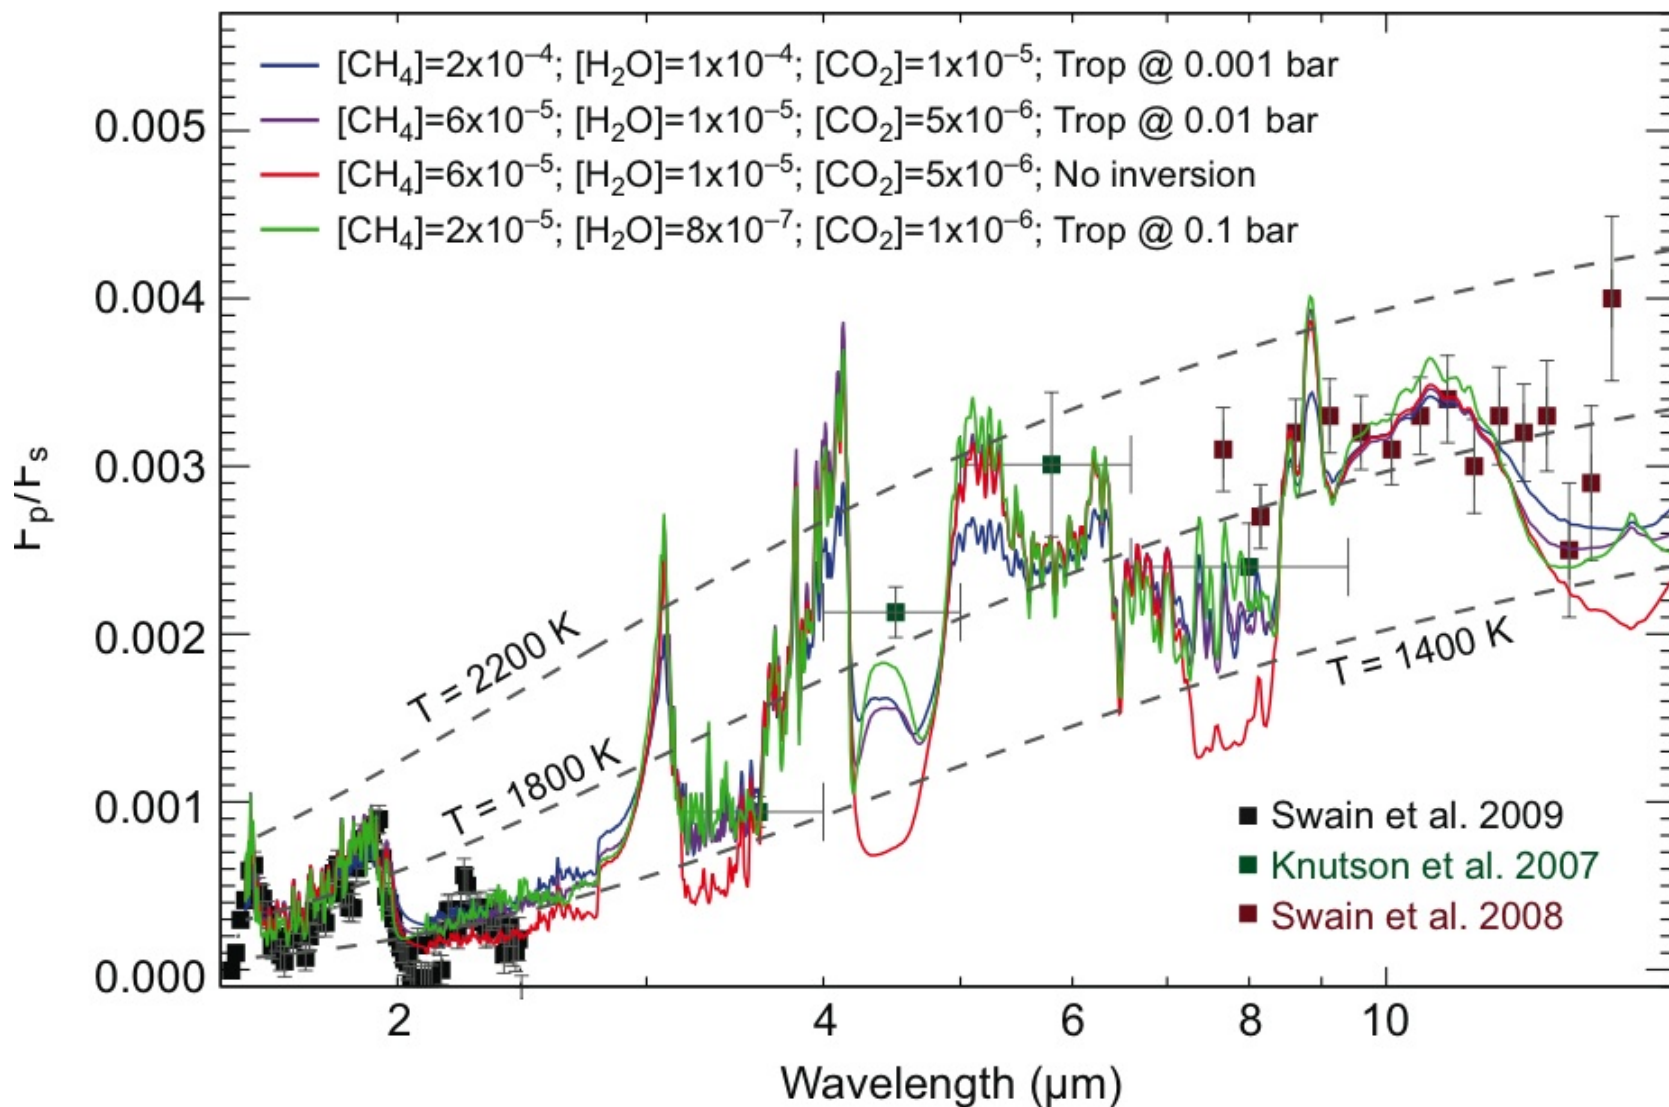 [CH₄]=2x10⁻⁴; [H₂O]=1x10⁻⁴; [CO₂]=1x10⁻⁵; Trop @ 0.001 bar
[CH₄]=6x10⁻⁵; [H₂O]=1x10⁻⁵; [CO₂]=5x10⁻⁶; Trop @ 0.01 bar
[CH₄]=6x10⁻⁵; [H₂O]=1x10⁻⁵; [CO₂]=5x10⁻⁶; No inversion
[CH₄]=2x10⁻⁵; [H₂O]=8x10⁻⁷; [CO₂]=1x10⁻⁶; Trop @ 0.1 bar
0.005
0.004
0.003
0.002
0.001
0.000
Fₚ/Fₛ
T = 2200 K
T = 1800 K
T = 1400 K
Swain et al. 2009
Knutson et al. 2007
Swain et al. 2008
2
4
6
8
10
Wavelength (μm)